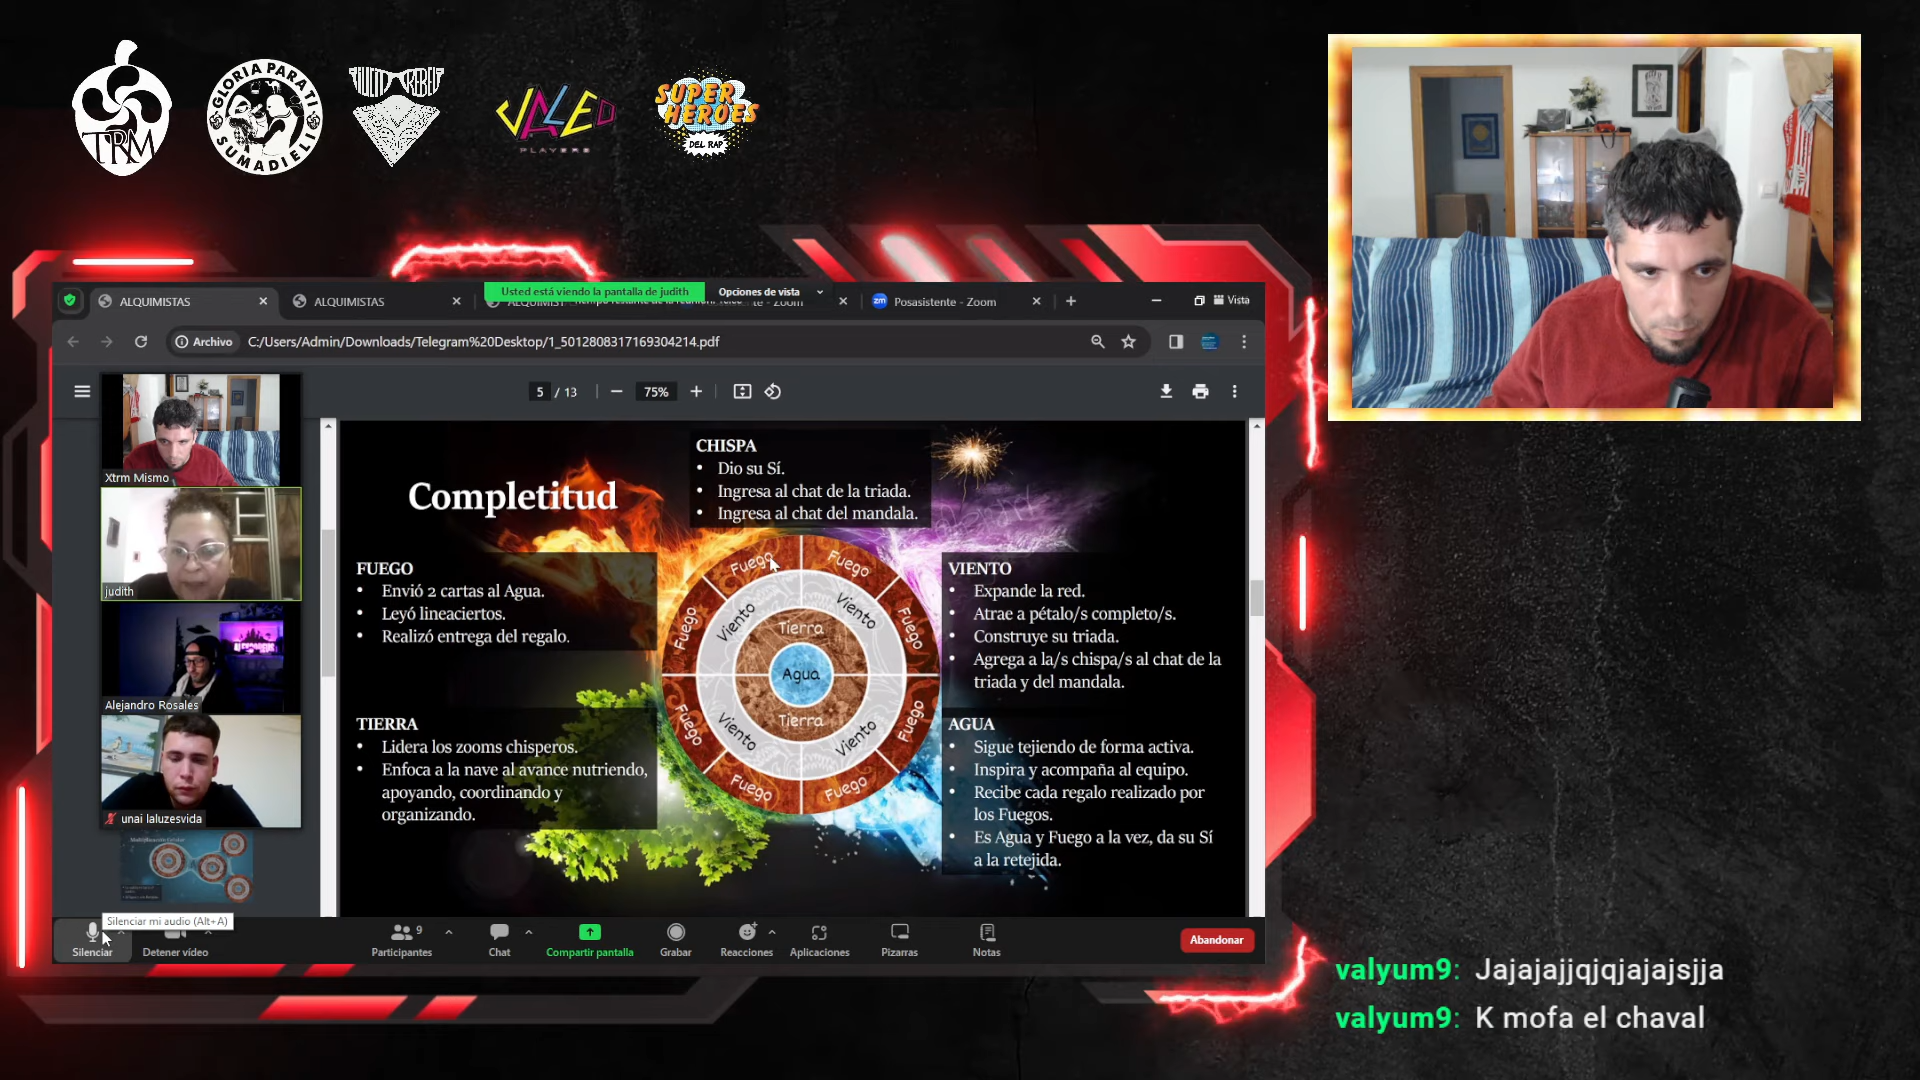 TRM
GLORIA PARATI
SUMADIELI
VALED
PLAYERS
SUPER
HEROES
DEL RAP
ALQUIMISTAS
ALQUIMISTAS
Usted está viendo la pantalla de judith
Opciones de vista
Posasistente - Zoom
Vista
Archivo
C:/Users/Admin/Downloads/Telegram%20Desktop/1_5012808317169304214.pdf
5 / 13
75%
Xtrm Mismo
judith
Alejandro Rosales
unai laluzesvida
Completitud
CHISPA
• Dio su Sí.
• Ingresa al chat de la triada.
• Ingresa al chat del mandala.
FUEGO
• Envió 2 cartas al Agua.
• Leyó lineaciertos.
• Realizó entrega del regalo.
TIERRA
• Lidera los zooms chisperos.
• Enfoca a la nave al avance nutriendo,
apoyando, coordinando y
organizando.
Fuego
Fuego
Fuego
Fuego
Fuego
Fuego
Fuego
Fuego
Viento
Viento
Viento
Viento
Tierra
Agua
Tierra
VIENTO
• Expande la red.
• Atrae a pétalo/s completo/s.
• Construye su triada.
• Agrega a la/s chispa/s al chat de la
triada y del mandala.
AGUA
• Sigue tejiendo de forma activa.
• Inspira y acompaña al equipo.
• Recibe cada regalo realizado por
los Fuegos.
• Es Agua y Fuego a la vez, da su Sí
a la retejida.
Silenciar mi audio (Alt+A)
Silenciar
Detener vídeo
Participantes
9
Chat
Compartir pantalla
Grabar
Reacciones
Aplicaciones
Pizarras
Notas
Abandonar
valyum9: Jajajajjqjqjajajsjja
valyum9: K mofa el chaval